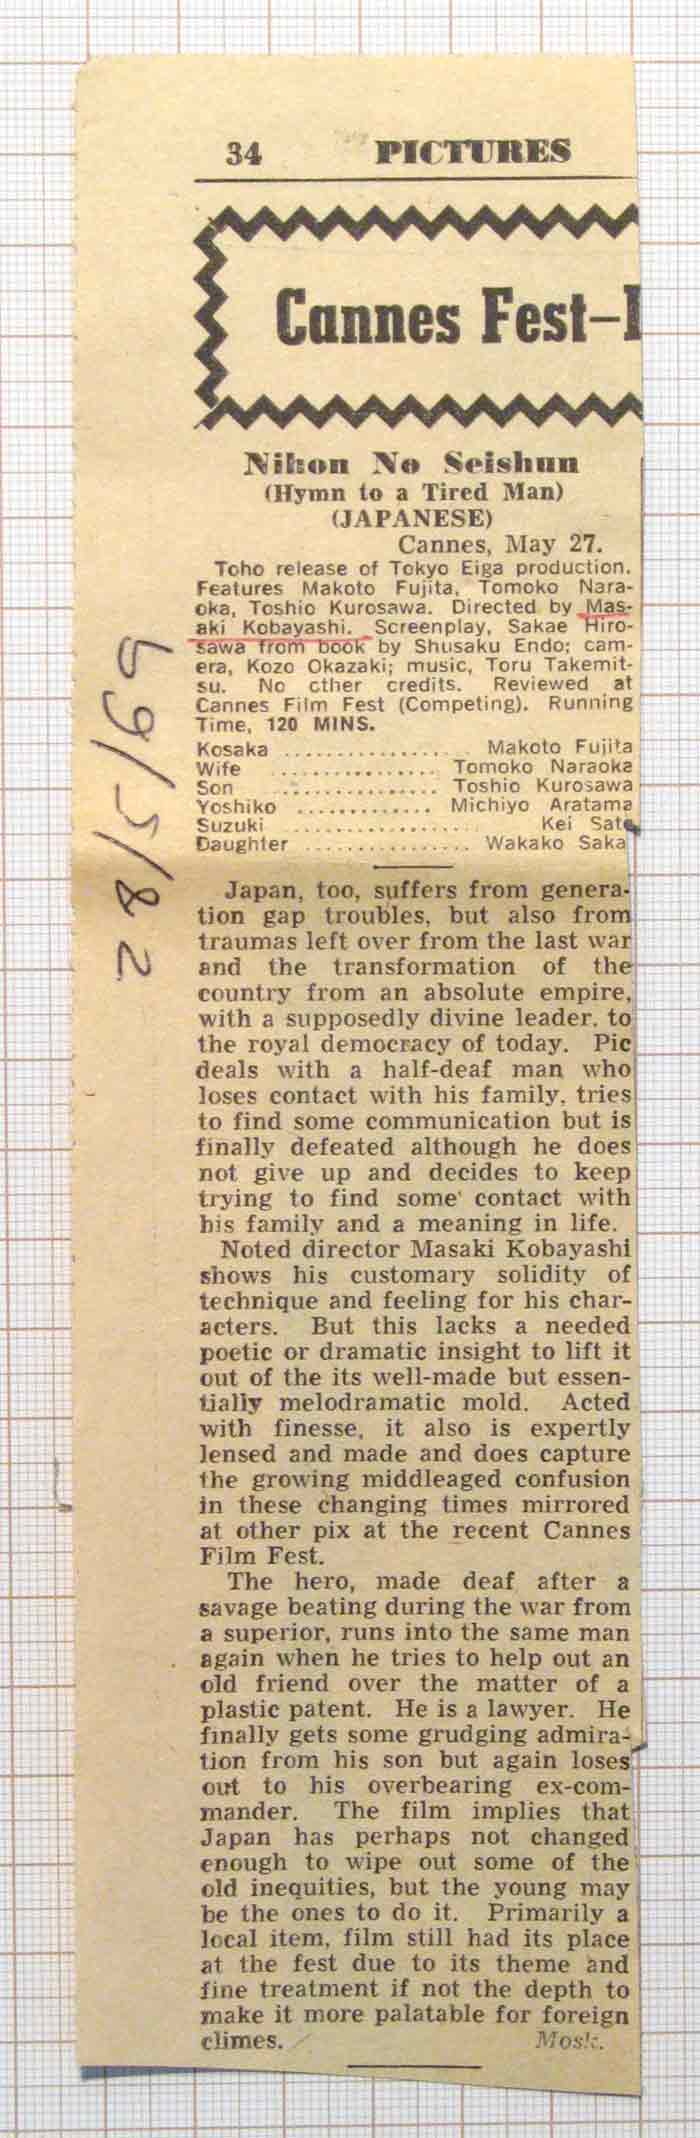 34 PICTURES
Cannes Fest–
28/5/69
Nihon No Seishun
(Hymn to a Tired Man)
(JAPANESE)
Cannes, May 27.
Toho release of Tokyo Eiga production.
Features Makoto Fujita, Tomoko Nara-
oka, Toshio Kurosawa. Directed by Mas-
aki Kobayashi. Screenplay, Sakae Hiro-
sawa from book by Shusaku Endo; cam-
era, Kozo Okazaki; music, Toru Takemit-
su. No other credits. Reviewed at
Cannes Film Fest (Competing). Running
Time, 120 MINS.
Kosaka .................. Makoto Fujita
Wife ................ Tomoko Naraoka
Son ............... Toshio Kurosawa
Yoshiko ............. Michiyo Aratama
Suzuki .................... Kei Sato
Daughter ................ Wakako Saka
Japan, too, suffers from genera-
tion gap troubles, but also from
traumas left over from the last war
and the transformation of the
country from an absolute empire,
with a supposedly divine leader, to
the royal democracy of today. Pic
deals with a half-deaf man who
loses contact with his family, tries
to find some communication but is
finally defeated although he does
not give up and decides to keep
trying to find some contact with
his family and a meaning in life.
Noted director Masaki Kobayashi
shows his customary solidity of
technique and feeling for his char-
acters. But this lacks a needed
poetic or dramatic insight to lift it
out of the its well-made but essen-
tially melodramatic mold. Acted
with finesse, it also is expertly
lensed and made and does capture
the growing middleaged confusion
in these changing times mirrored
at other pix at the recent Cannes
Film Fest.
The hero, made deaf after a
savage beating during the war from
a superior, runs into the same man
again when he tries to help out an
old friend over the matter of a
plastic patent. He is a lawyer. He
finally gets some grudging admira-
tion from his son but again loses
out to his overbearing ex-com-
mander. The film implies that
Japan has perhaps not changed
enough to wipe out some of the
old inequities, but the young may
be the ones to do it. Primarily a
local item, film still had its place
at the fest due to its theme and
fine treatment if not the depth to
make it more palatable for foreign
climes. Mosk.